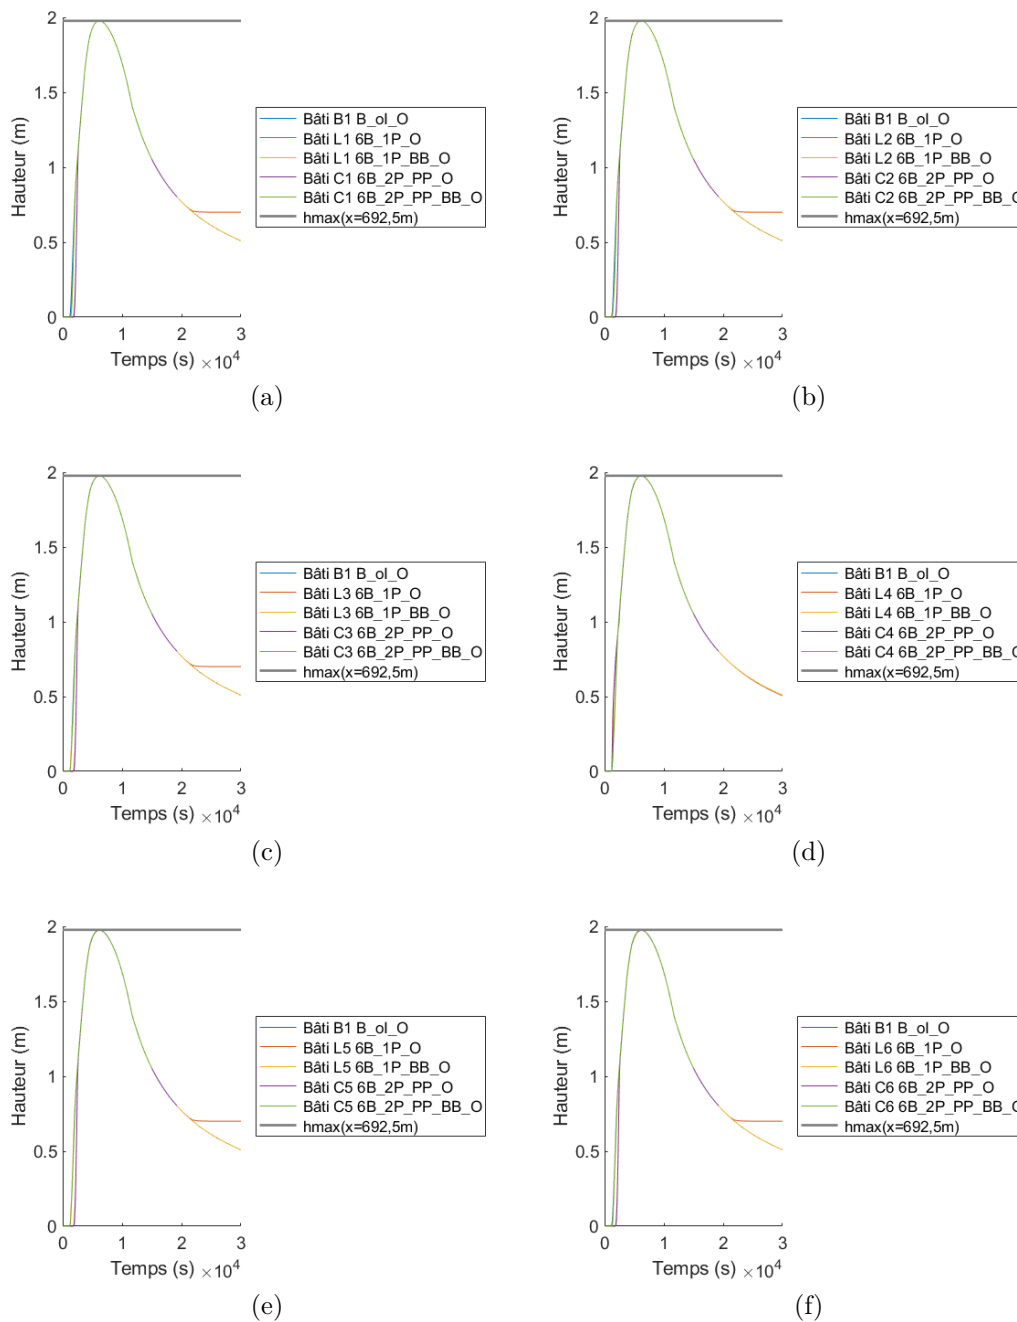 2
1.5
1
0.5
0
Hauteur (m)
0 1 2 3
Temps (s) ×10^4
Bâti B1 B_ol_O
Bâti L1 6B_1P_O
Bâti L1 6B_1P_BB_O
Bâti C1 6B_2P_PP_O
Bâti C1 6B_2P_PP_BB_O
hmax(x=692,5m)
(a)
2
1.5
1
0.5
0
Hauteur (m)
0 1 2 3
Temps (s) ×10^4
Bâti B1 B_ol_O
Bâti L2 6B_1P_O
Bâti L2 6B_1P_BB_O
Bâti C2 6B_2P_PP_O
Bâti C2 6B_2P_PP_BB_O
hmax(x=692,5m)
(b)
2
1.5
1
0.5
0
Hauteur (m)
0 1 2 3
Temps (s) ×10^4
Bâti B1 B_ol_O
Bâti L3 6B_1P_O
Bâti L3 6B_1P_BB_O
Bâti C3 6B_2P_PP_O
Bâti C3 6B_2P_PP_BB_O
hmax(x=692,5m)
(c)
2
1.5
1
0.5
0
Hauteur (m)
0 1 2 3
Temps (s) ×10^4
Bâti B1 B_ol_O
Bâti L4 6B_1P_O
Bâti L4 6B_1P_BB_O
Bâti C4 6B_2P_PP_O
Bâti C4 6B_2P_PP_BB_O
hmax(x=692,5m)
(d)
2
1.5
1
0.5
0
Hauteur (m)
0 1 2 3
Temps (s) ×10^4
Bâti B1 B_ol_O
Bâti L5 6B_1P_O
Bâti L5 6B_1P_BB_O
Bâti C5 6B_2P_PP_O
Bâti C5 6B_2P_PP_BB_O
hmax(x=692,5m)
(e)
2
1.5
1
0.5
0
Hauteur (m)
0 1 2 3
Temps (s) ×10^4
Bâti B1 B_ol_O
Bâti L6 6B_1P_O
Bâti L6 6B_1P_BB_O
Bâti C6 6B_2P_PP_O
Bâti C6 6B_2P_PP_BB_O
hmax(x=692,5m)
(f)